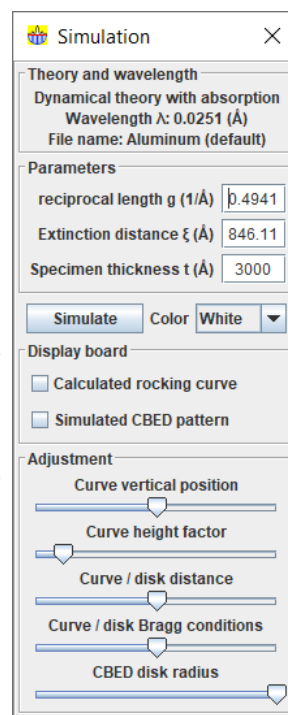 Simulation
Theory and wavelength
Dynamical theory with absorption
Wavelength Λ: 0.0251 (Å)
File name: Aluminum (default)
Parameters
reciprocal length g (1/Å) 0.4941
Extinction distance ξ (Å) 846.11
Specimen thickness t (Å) 3000
Simulate Color White
Display board
Calculated rocking curve
Simulated CBED pattern
Adjustment
Curve vertical position
Curve height factor
Curve / disk distance
Curve / disk Bragg conditions
CBED disk radius